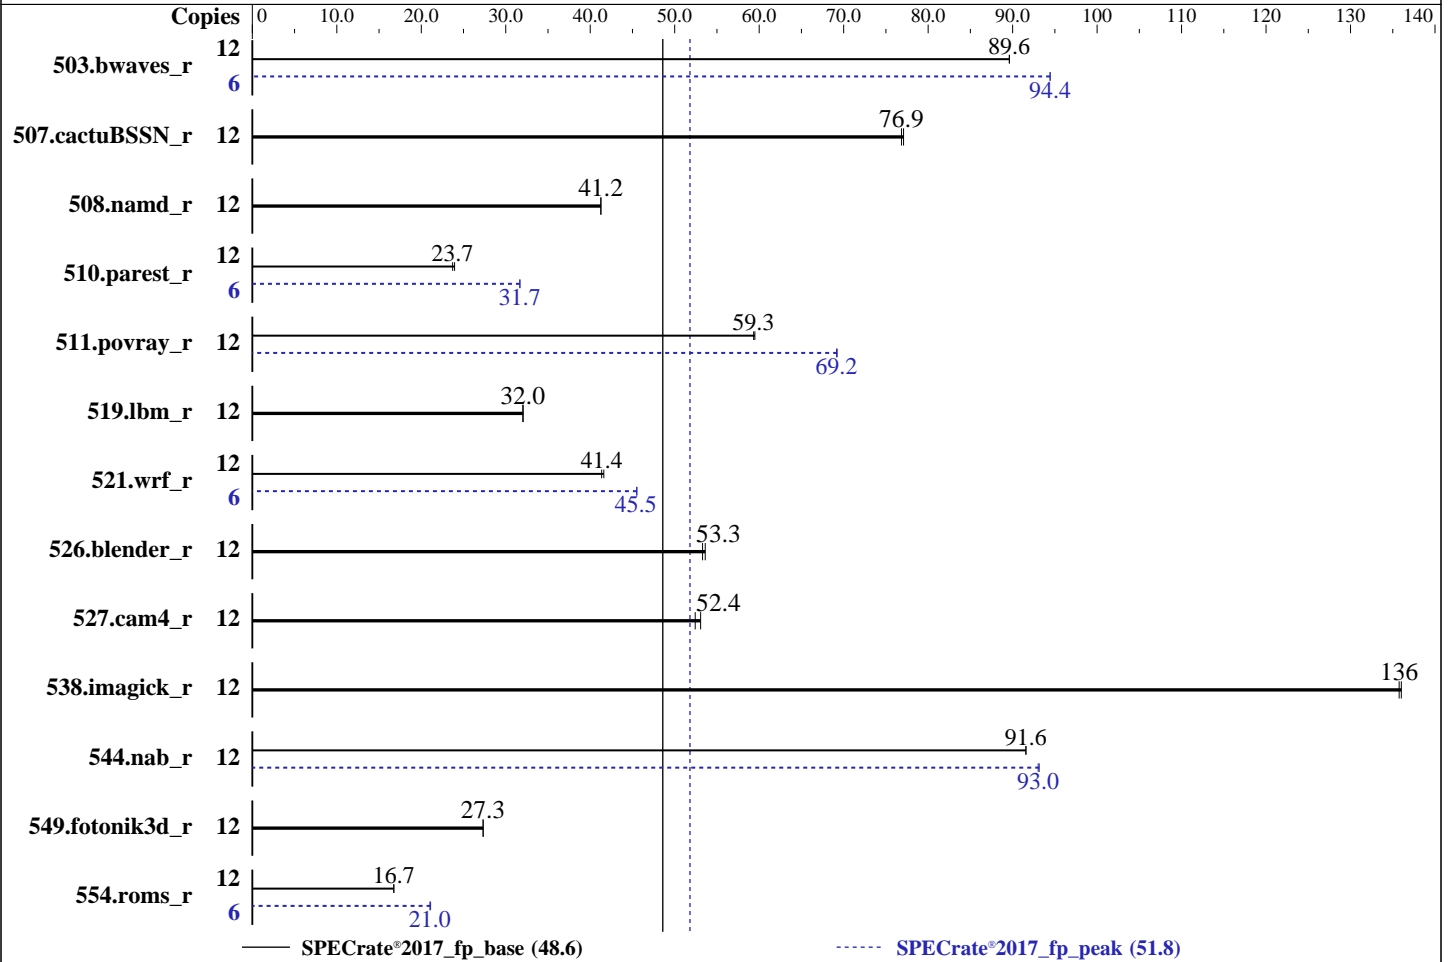 Copies 0 10.0 20.0 30.0 40.0 50.0 60.0 70.0 80.0 90.0 100 110 120 130 140
503.bwaves_r 12 89.6
6 94.4
507.cactuBSSN_r 12 76.9
508.namd_r 12 41.2
510.parest_r 12 23.7
6 31.7
511.povray_r 12 59.3
69.2
519.lbm_r 12 32.0
521.wrf_r 12 41.4
6 45.5
526.blender_r 12 53.3
527.cam4_r 12 52.4
538.imagick_r 12 136
544.nab_r 12 91.6
93.0
549.fotonik3d_r 12 27.3
554.roms_r 12 16.7
6 21.0
SPECrate®2017_fp_base (48.6) SPECrate®2017_fp_peak (51.8)